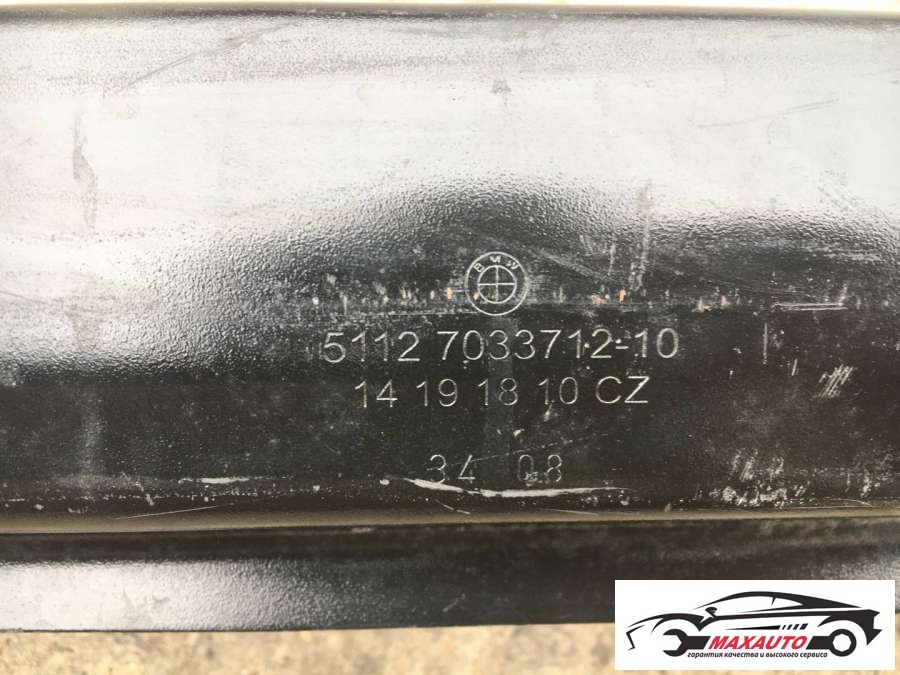 BMW
5112 7033712-10
14 19 18 10 CZ
34 08
MAXAUTO
гарантия качества и высокого сервиса